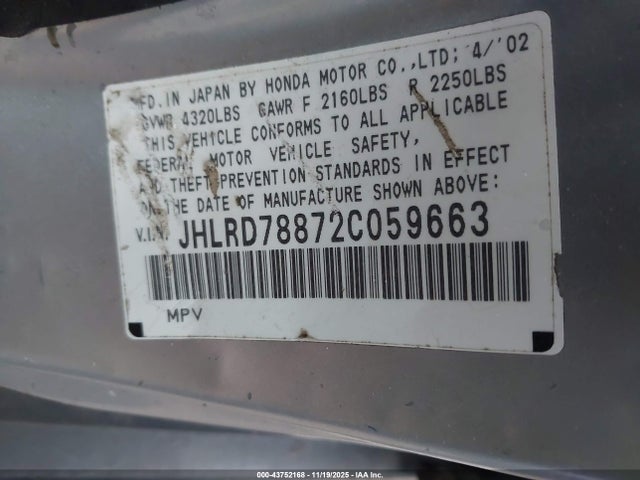 MFD. IN JAPAN BY HONDA MOTOR CO.,LTD; 4/'02
GVWR 4320LBS GAWR F 2160LBS R 2250LBS
THIS VEHICLE CONFORMS TO ALL APPLICABLE
FEDERAL MOTOR VEHICLE SAFETY,
AND THEFT PREVENTION STANDARDS IN EFFECT
ON THE DATE OF MANUFACTURE SHOWN ABOVE:
V.I.N. JHLRD78872C059663
MPV
000-43752168 - 11/19/2025 - IAA Inc.